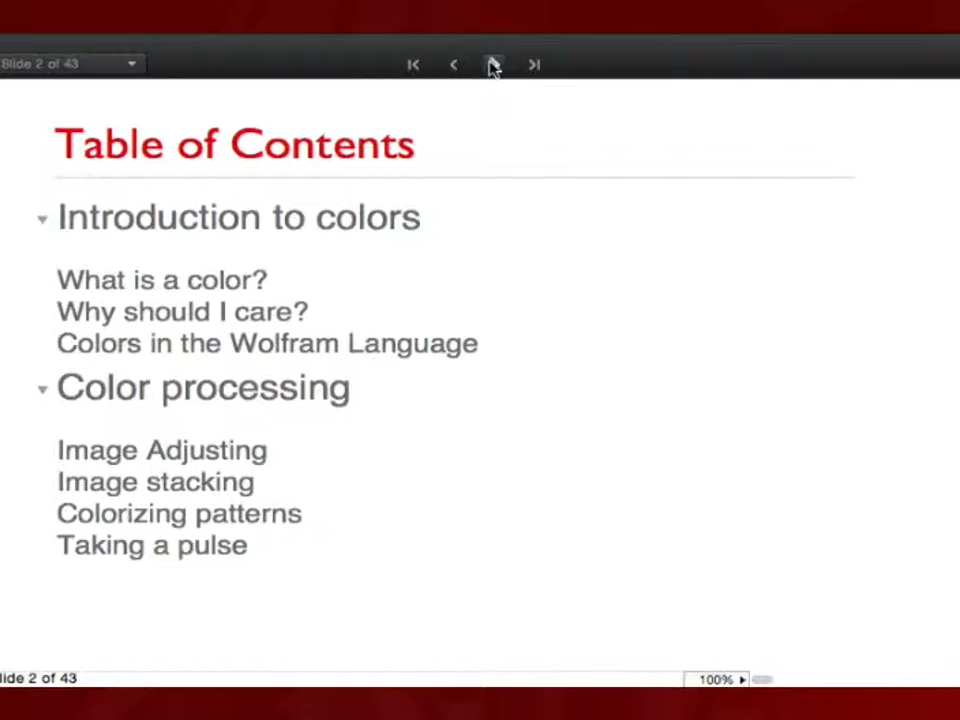 Slide 2 of 43
Table of Contents
Introduction to colors
What is a color?
Why should I care?
Colors in the Wolfram Language
Color processing
Image Adjusting
Image stacking
Colorizing patterns
Taking a pulse
lide 2 of 43
100%